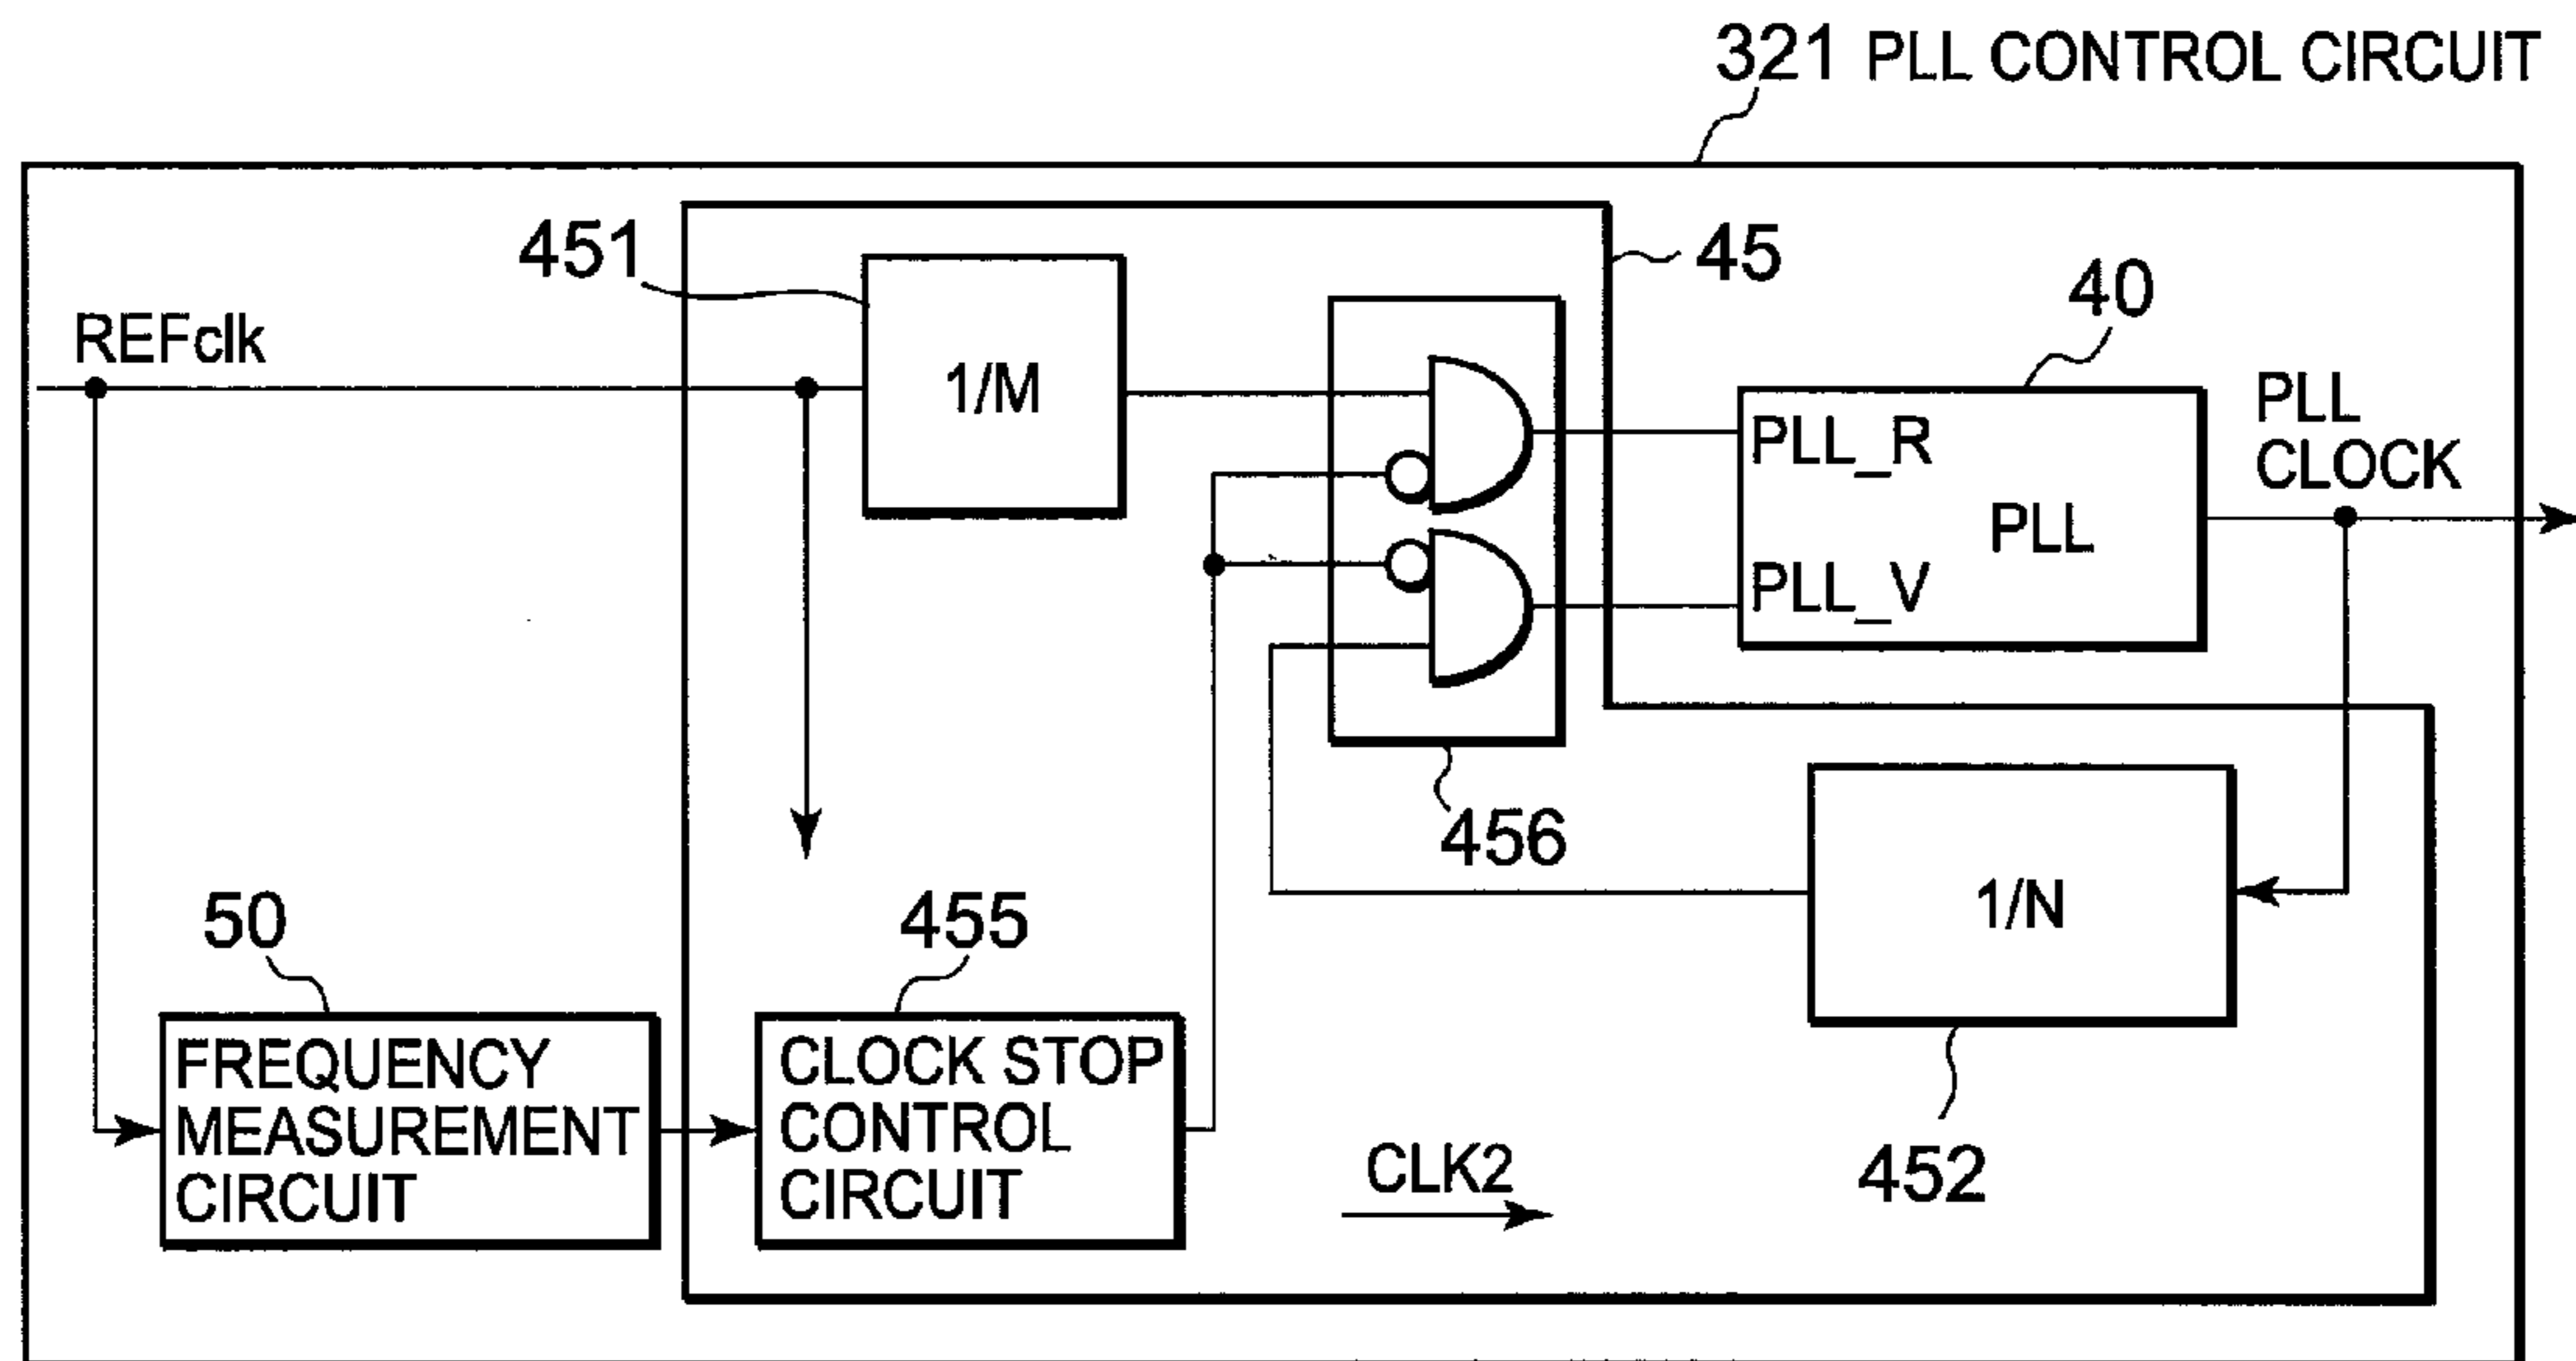 321 PLL CONTROL CIRCUIT
451
45
40
REFclk
1/M
PLL
CLOCK
PLL_R
PLL
PLL_V
456
50
455
1/N
FREQUENCY
MEASUREMENT
CIRCUIT
CLOCK STOP
CONTROL
CIRCUIT
CLK2
452